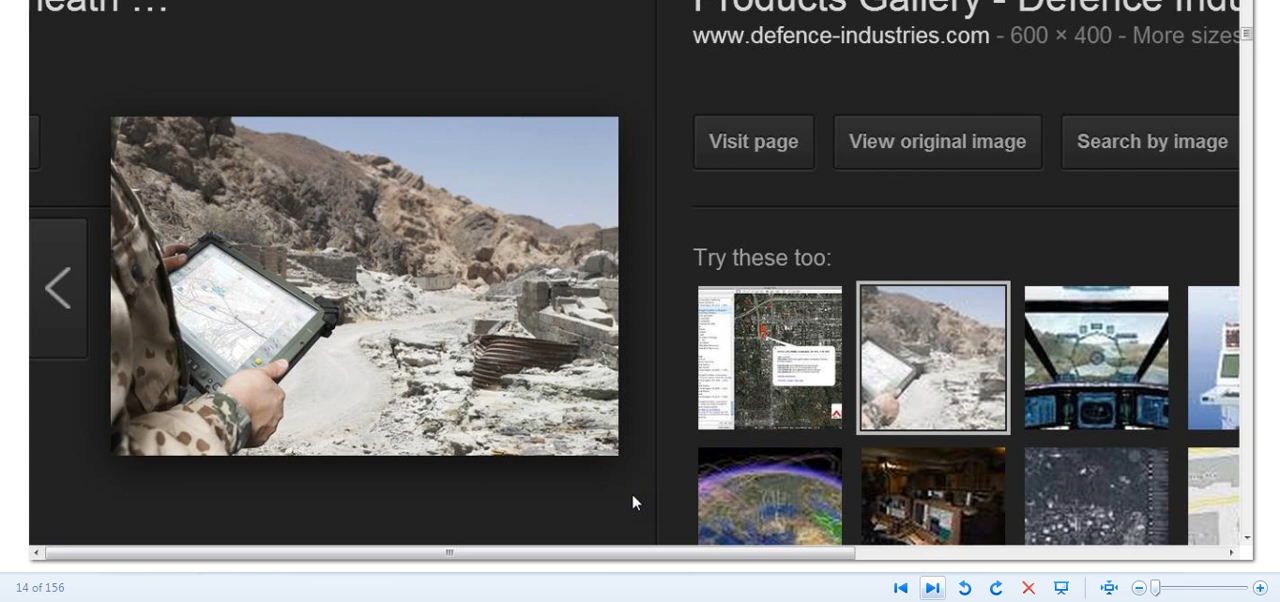 www.defence-industries.com - 600 × 400 - More sizes
Visit page
View original image
Search by image
Try these too:
14 of 156